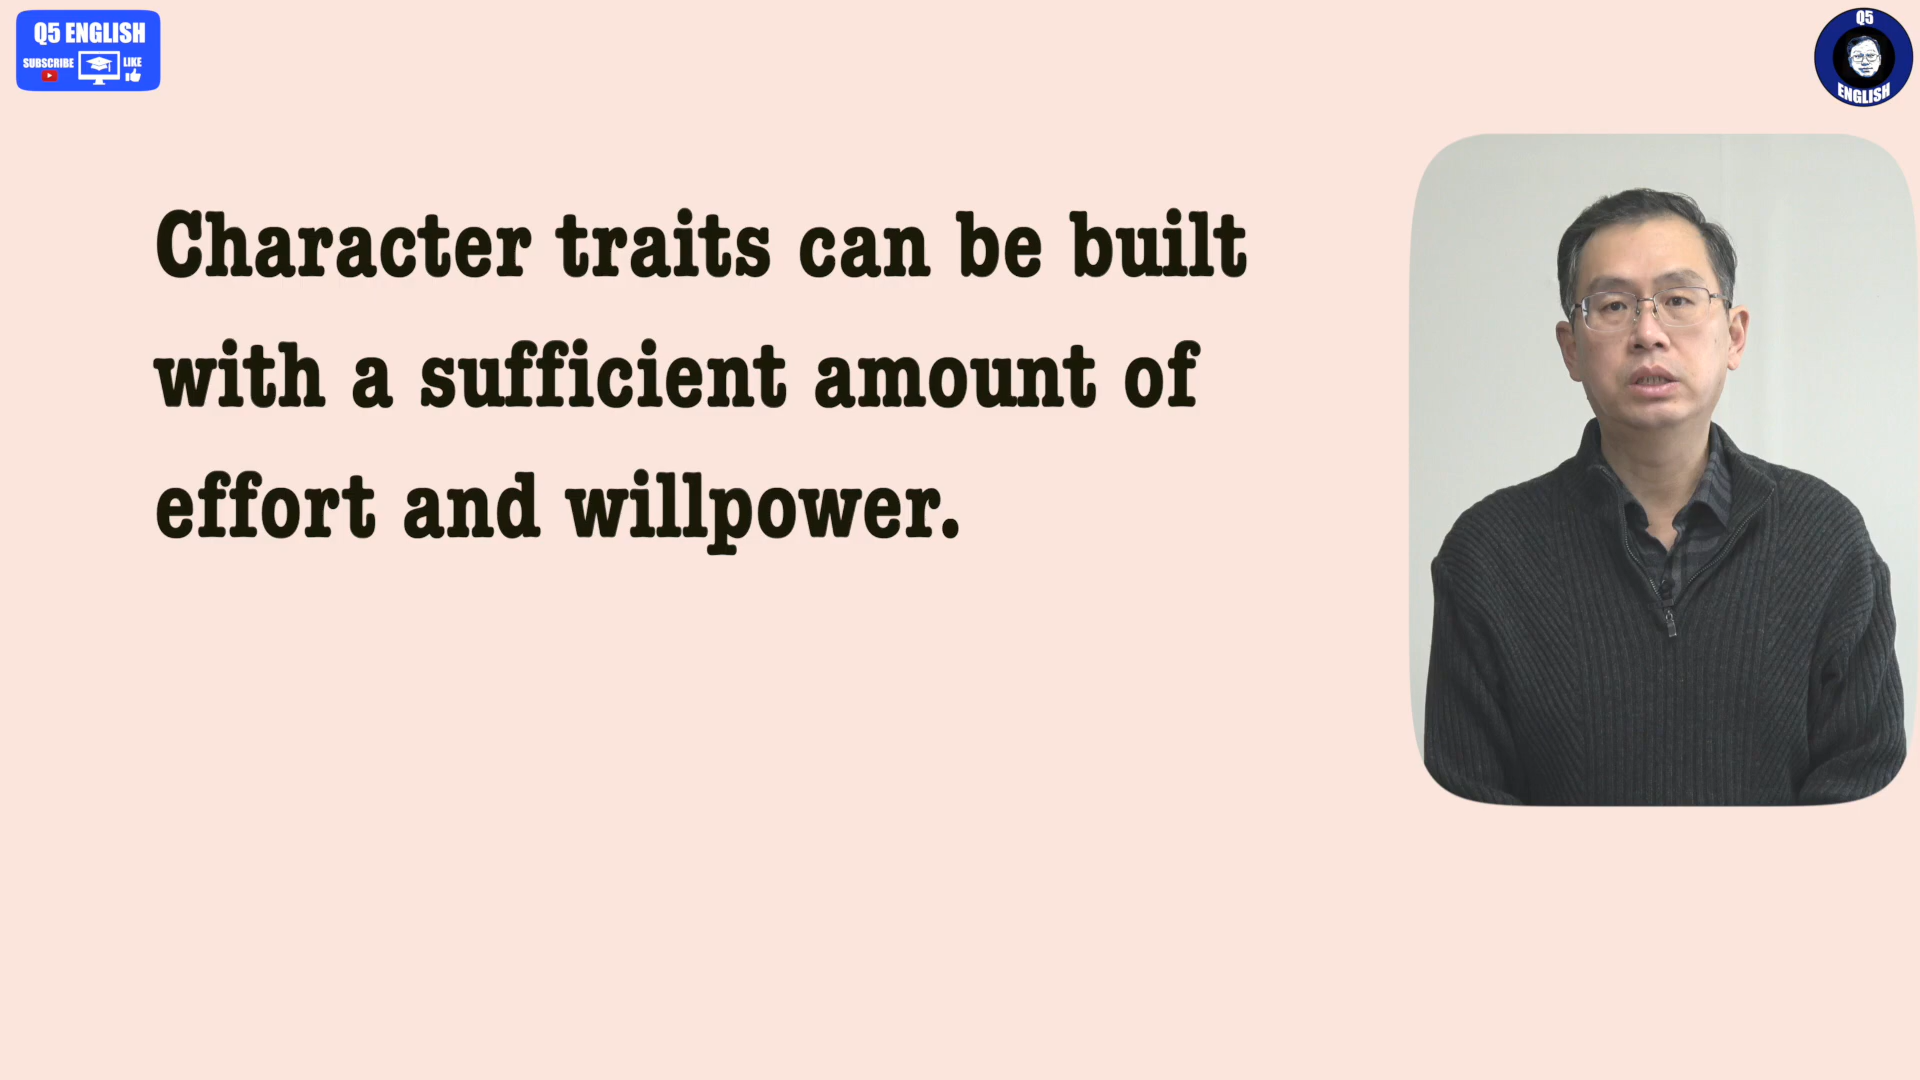 Q5 ENGLISH
SUBSCRIBE
LIKE
Q5
ENGLISH
Character traits can be built
with a sufficient amount of
effort and willpower.